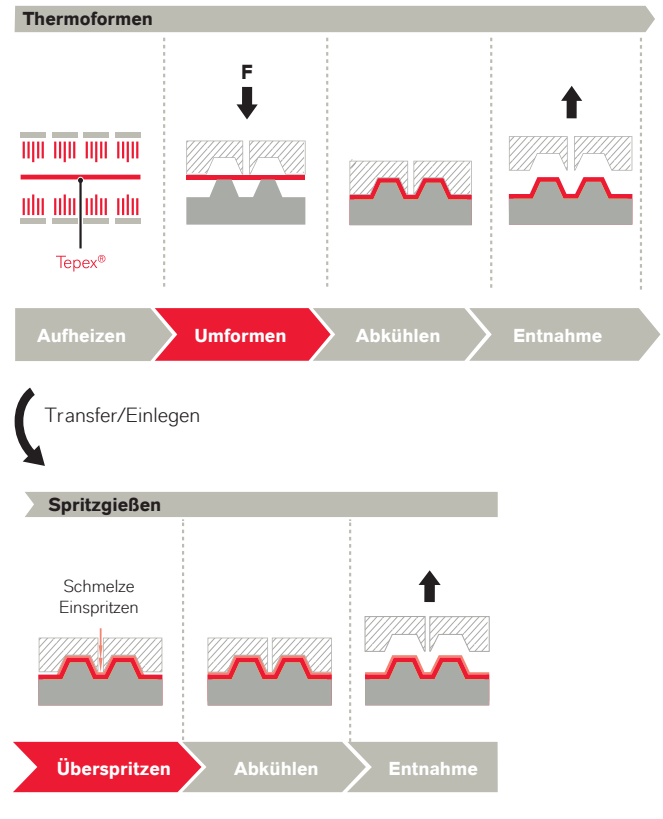 Thermoformen
F
Tepex®
Aufheizen
Umformen
Abkühlen
Entnahme
Transfer/Einlegen
Spritzgießen
Schmelze
Einspritzen
Überspritzen
Abkühlen
Entnahme